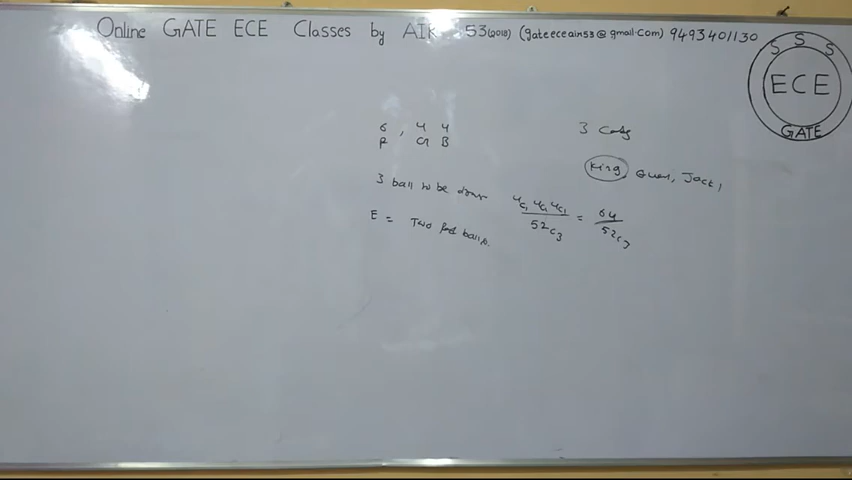 Online GATE ECE Classes by AIR 53(2018) (gateeceair53@gmail.com) 9493401130
SSS
ECE
GATE
6, 4 4
R G B
3 Cards
King Queen, Jack,
3 ball to be
4C1 4C1 4C1 / 52C3 = 64 / 52C3
E = Two Red balls.